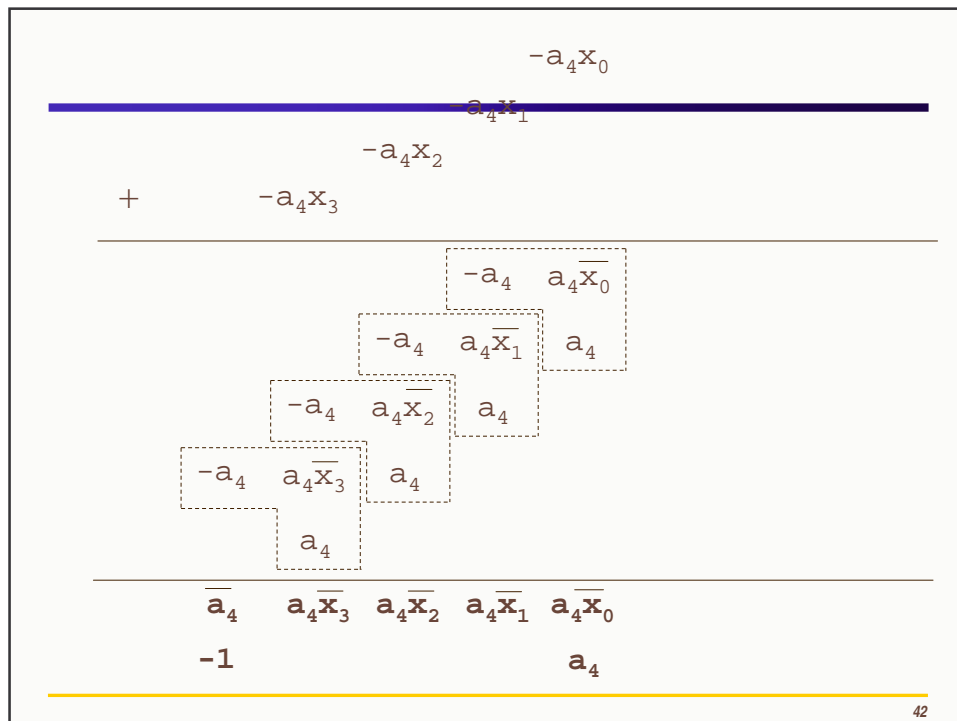 -a₄x₀
-a₄x₁
-a₄x₂
+ -a₄x₃
-a₄ a₄x̅₀
-a₄ a₄x̅₁ a₄
-a₄ a₄x̅₂ a₄
-a₄ a₄x̅₃ a₄
a₄
a̅₄ a₄x̅₃ a₄x̅₂ a₄x̅₁ a₄x̅₀
-1 a₄
42